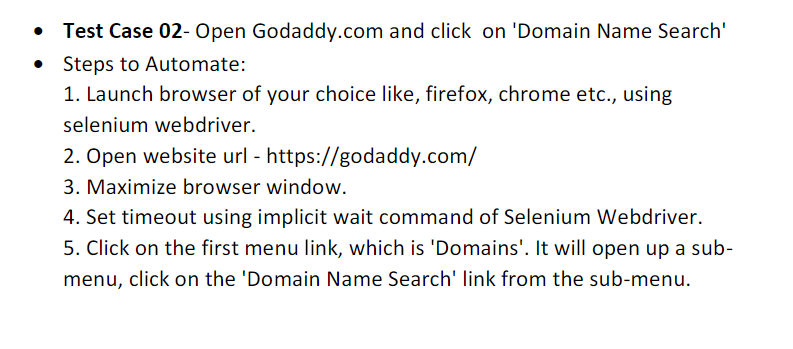 • Test Case 02- Open Godaddy.com and click  on 'Domain Name Search'
• Steps to Automate:
1. Launch browser of your choice like, firefox, chrome etc., using
selenium webdriver.
2. Open website url - https://godaddy.com/
3. Maximize browser window.
4. Set timeout using implicit wait command of Selenium Webdriver.
5. Click on the first menu link, which is 'Domains'. It will open up a sub-
menu, click on the 'Domain Name Search' link from the sub-menu.